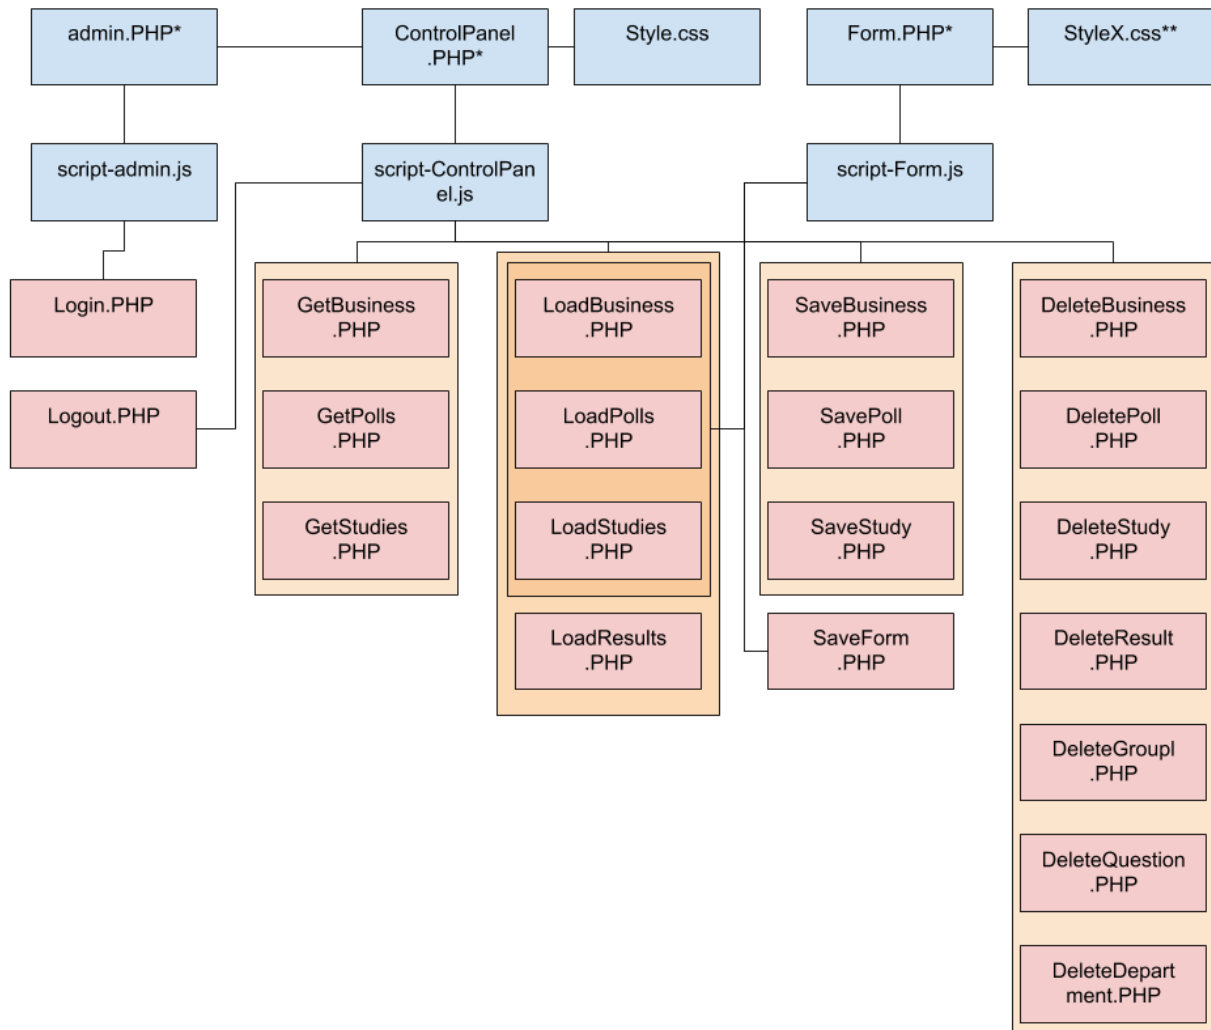 admin.PHP*
ControlPanel
.PHP*
Style.css
Form.PHP*
StyleX.css**
script-admin.js
script-ControlPan
el.js
script-Form.js
Login.PHP
GetBusiness
.PHP
LoadBusiness
.PHP
SaveBusiness
.PHP
DeleteBusiness
.PHP
Logout.PHP
GetPolls
.PHP
LoadPolls
.PHP
SavePoll
.PHP
DeletePoll
.PHP
GetStudies
.PHP
LoadStudies
.PHP
SaveStudy
.PHP
DeleteStudy
.PHP
LoadResults
.PHP
SaveForm
.PHP
DeleteResult
.PHP
DeleteGroupl
.PHP
DeleteQuestion
.PHP
DeleteDepart
ment.PHP